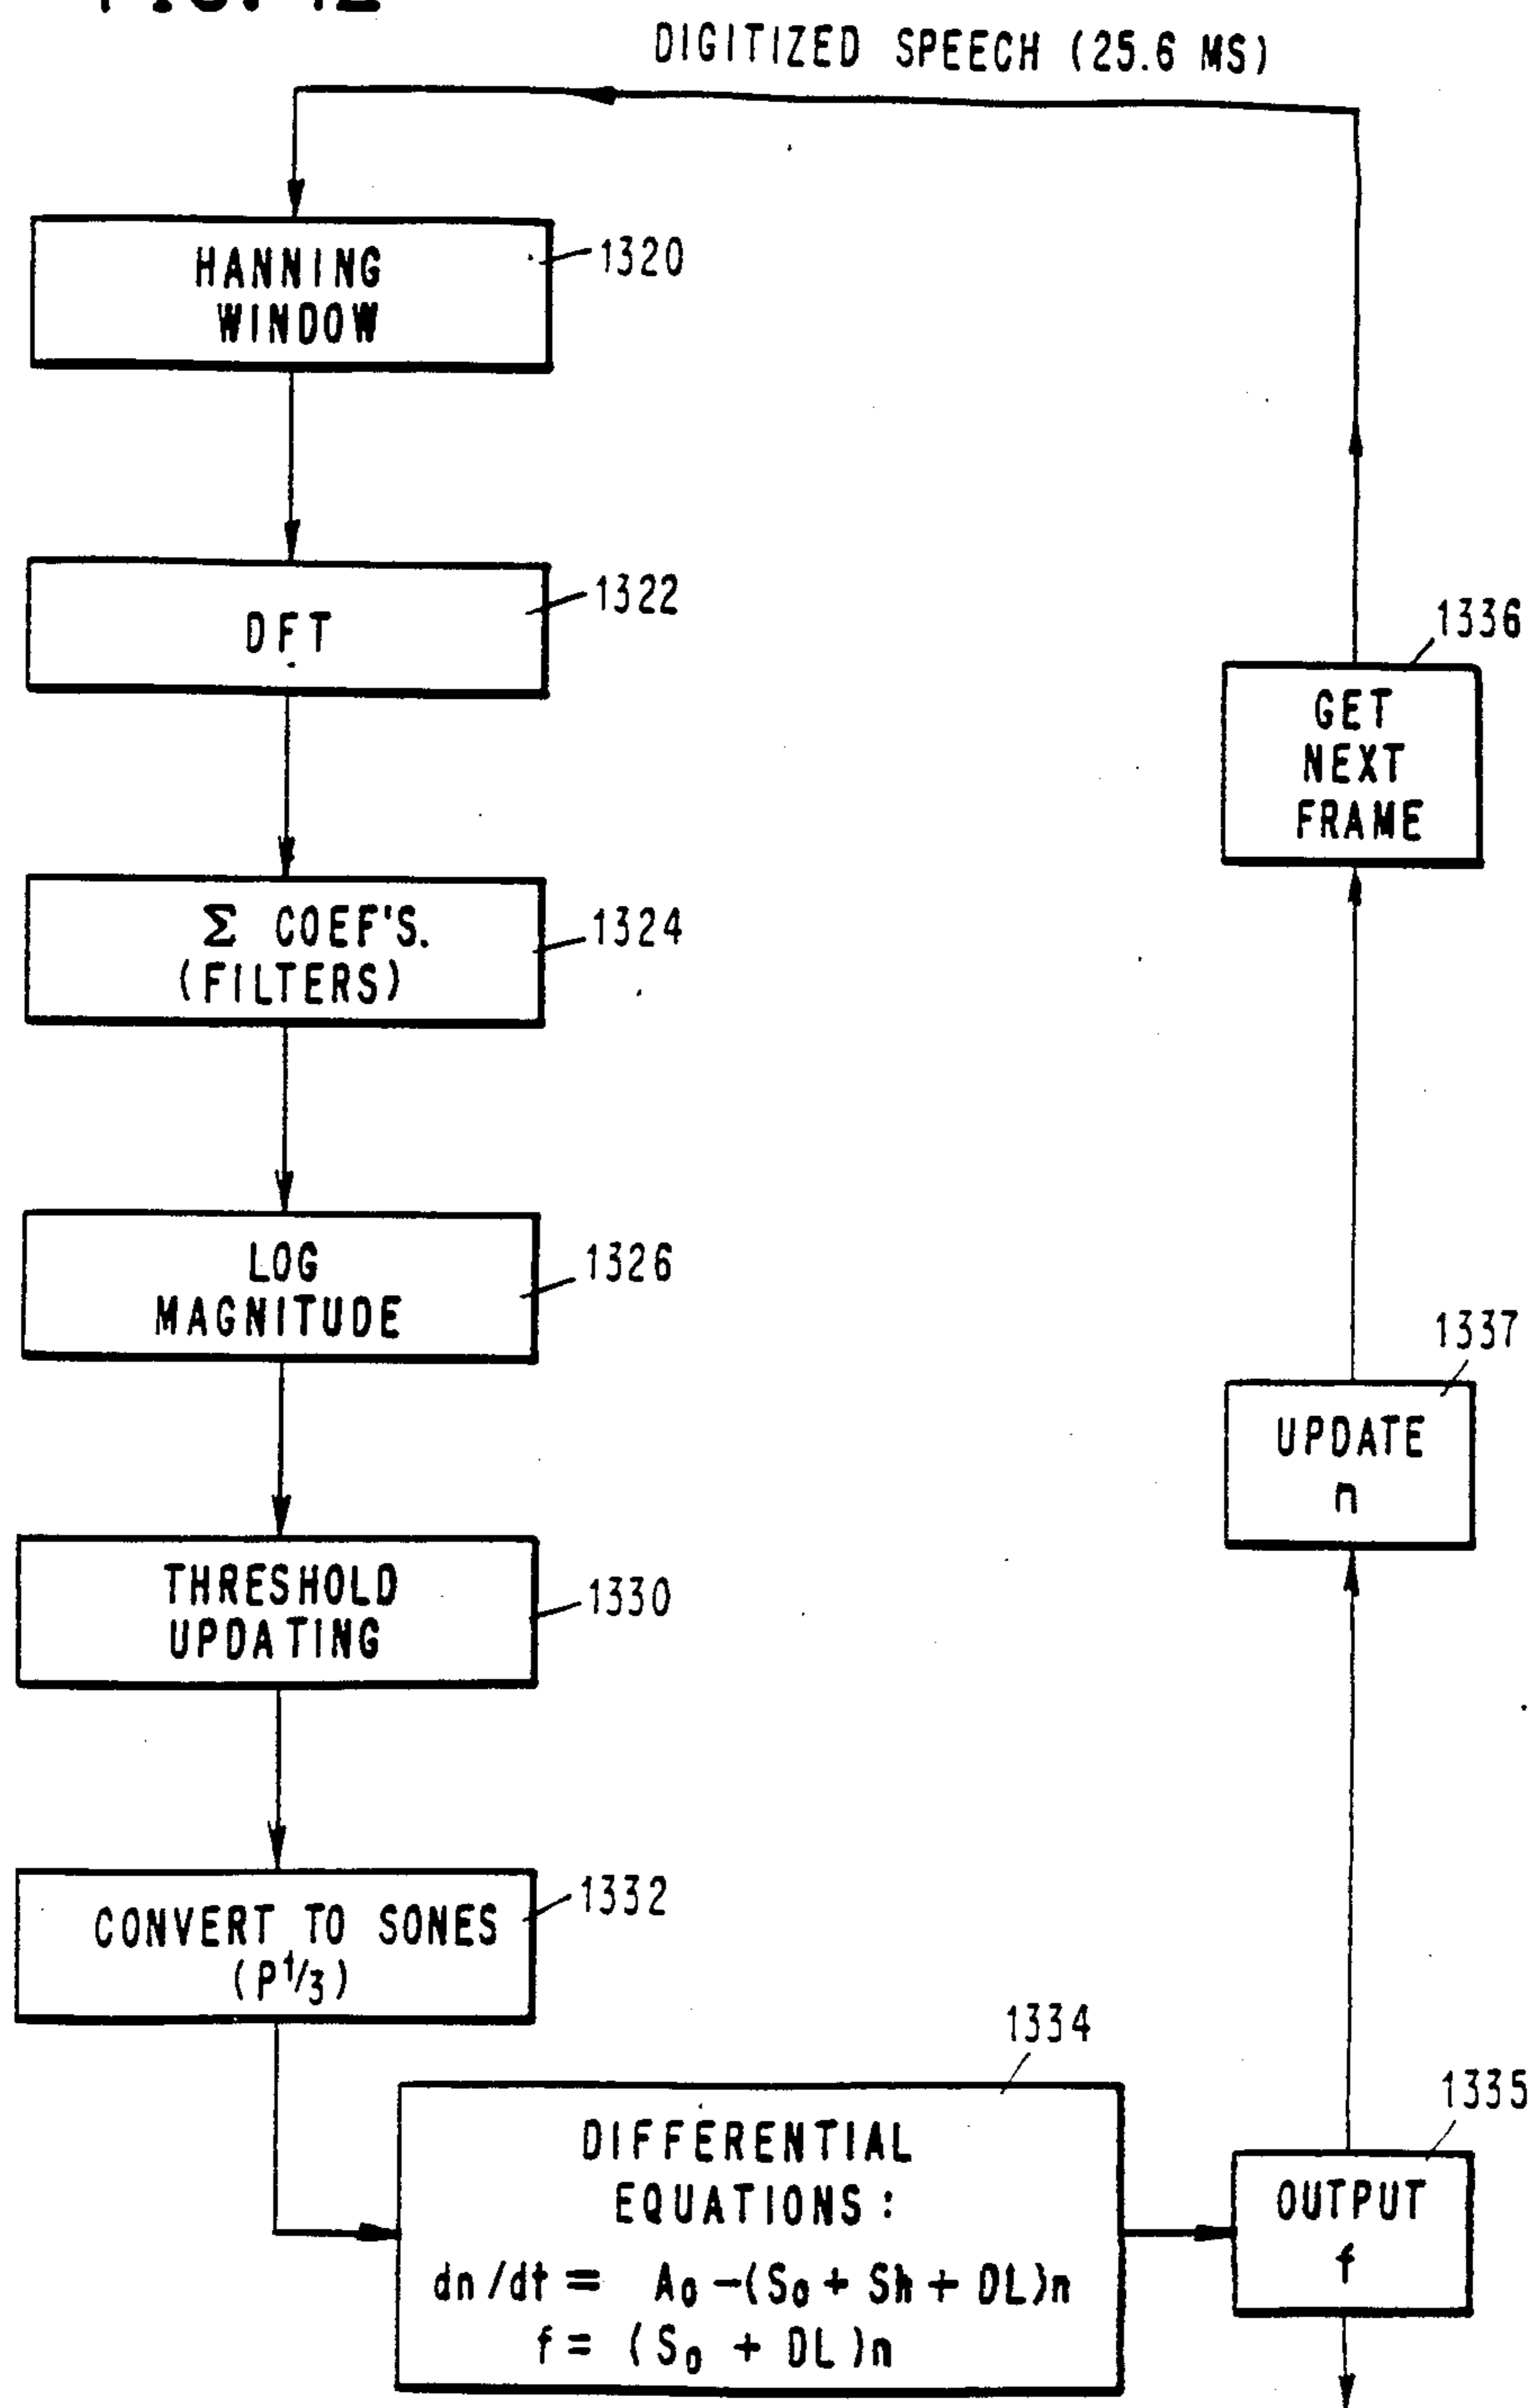 DIGITIZED SPEECH (25.6 MS)
HANNING
WINDOW
1320
DFT
1322
Σ COEF'S.
(FILTERS)
1324
LOG
MAGNITUDE
1326
THRESHOLD
UPDATING
1330
CONVERT TO SONES
(P1/3)
1332
DIFFERENTIAL
EQUATIONS:
dn/dt = A0 -(S0 + Sh + DL)n
f = (S0 + DL)n
1334
OUTPUT
f
1335
UPDATE
n
1337
GET
NEXT
FRAME
1336